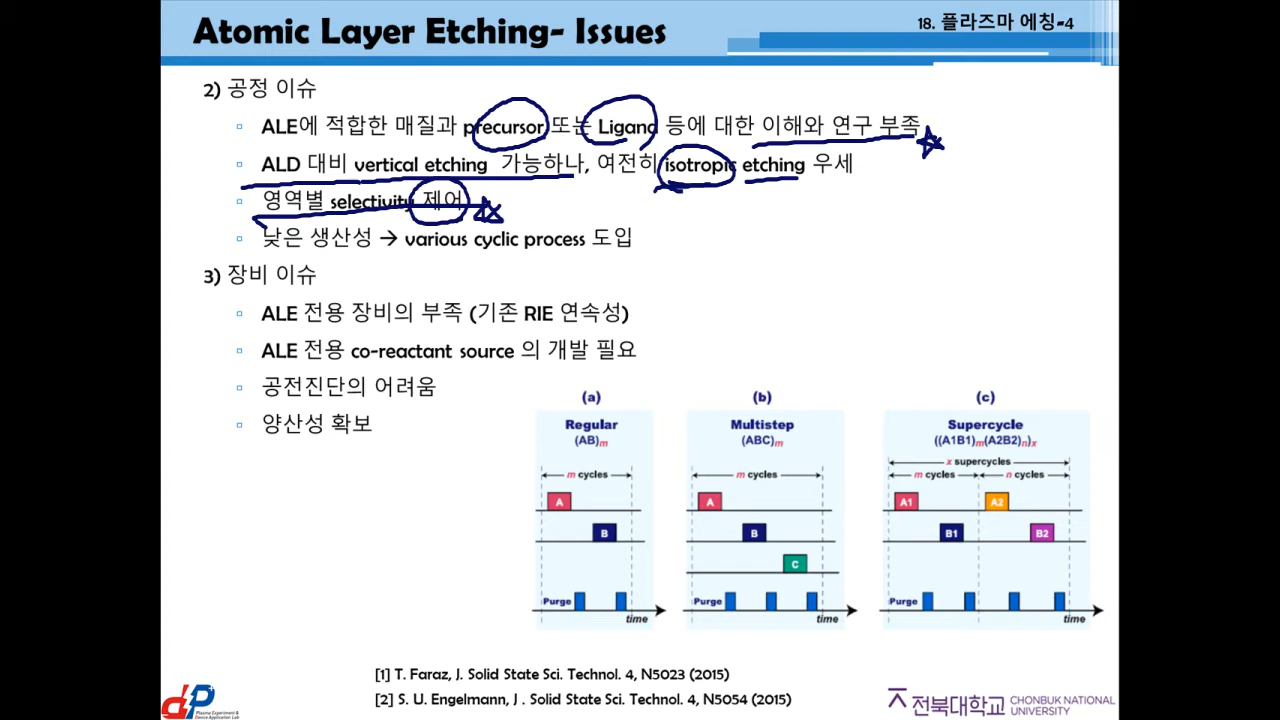 Atomic Layer Etching- Issues
18. 플라즈마 에칭-4
2) 공정 이슈
ALE에 적합한 매질과 precursor 또는 Ligand 등에 대한 이해와 연구 부족
ALD 대비 vertical etching 가능하나, 여전히 isotropic etching 우세
영역별 selectivity 제어
낮은 생산성 → various cyclic process 도입
3) 장비 이슈
ALE 전용 장비의 부족 (기존 RIE 연속성)
ALE 전용 co-reactant source 의 개발 필요
공전진단의 어려움
양산성 확보
(a)
Regular
(AB)m
m cycles
A
B
Purge
time
(b)
Multistep
(ABC)m
m cycles
A
B
C
Purge
time
(c)
Supercycle
((A1B1)m(A2B2)n)x
x supercycles
m cycles n cycles
A1 A2
B1 B2
Purge
time
[1] T. Faraz, J. Solid State Sci. Technol. 4, N5023 (2015)
[2] S. U. Engelmann, J . Solid State Sci. Technol. 4, N5054 (2015)
dP
Plasma Experiment &
Device Application Lab
전북대학교 CHONBUK NATIONAL
UNIVERSITY